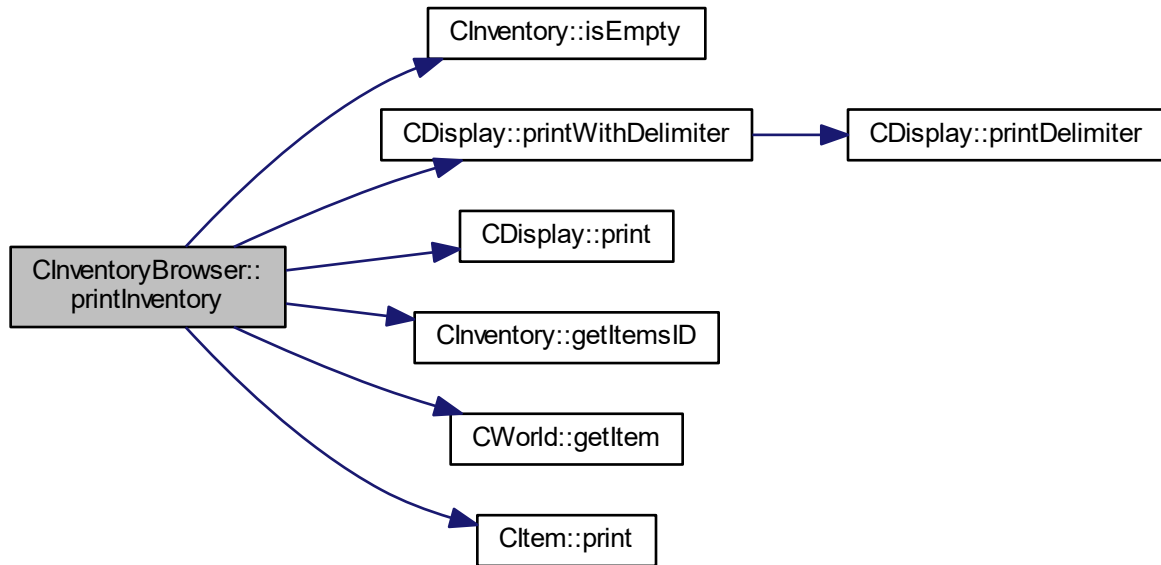 CInventory::isEmpty
CDisplay::printWithDelimiter
CDisplay::printDelimiter
CDisplay::print
CInventoryBrowser::
printInventory
CInventory::getItemsID
CWorld::getItem
CItem::print